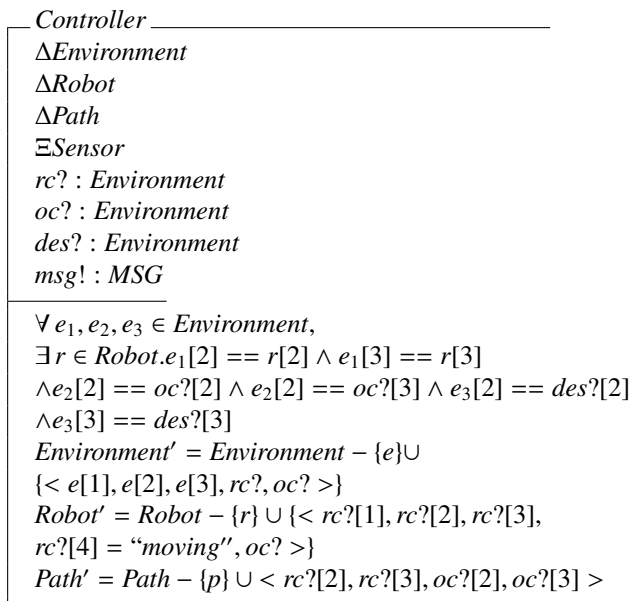 Controller
ΔEnvironment
ΔRobot
ΔPath
ΞSensor
rc? : Environment
oc? : Environment
des? : Environment
msg! : MSG
∀ e₁, e₂, e₃ ∈ Environment,
∃ r ∈ Robot.e₁[2] == r[2] ∧ e₁[3] == r[3]
∧e₂[2] == oc?[2] ∧ e₂[2] == oc?[3] ∧ e₃[2] == des?[2]
∧e₃[3] == des?[3]
Environment′ = Environment − {e}∪
{< e[1], e[2], e[3], rc?, oc? >}
Robot′ = Robot − {r} ∪ {< rc?[1], rc?[2], rc?[3],
rc?[4] = “moving″, oc? >}
Path′ = Path − {p} ∪ < rc?[2], rc?[3], oc?[2], oc?[3] >